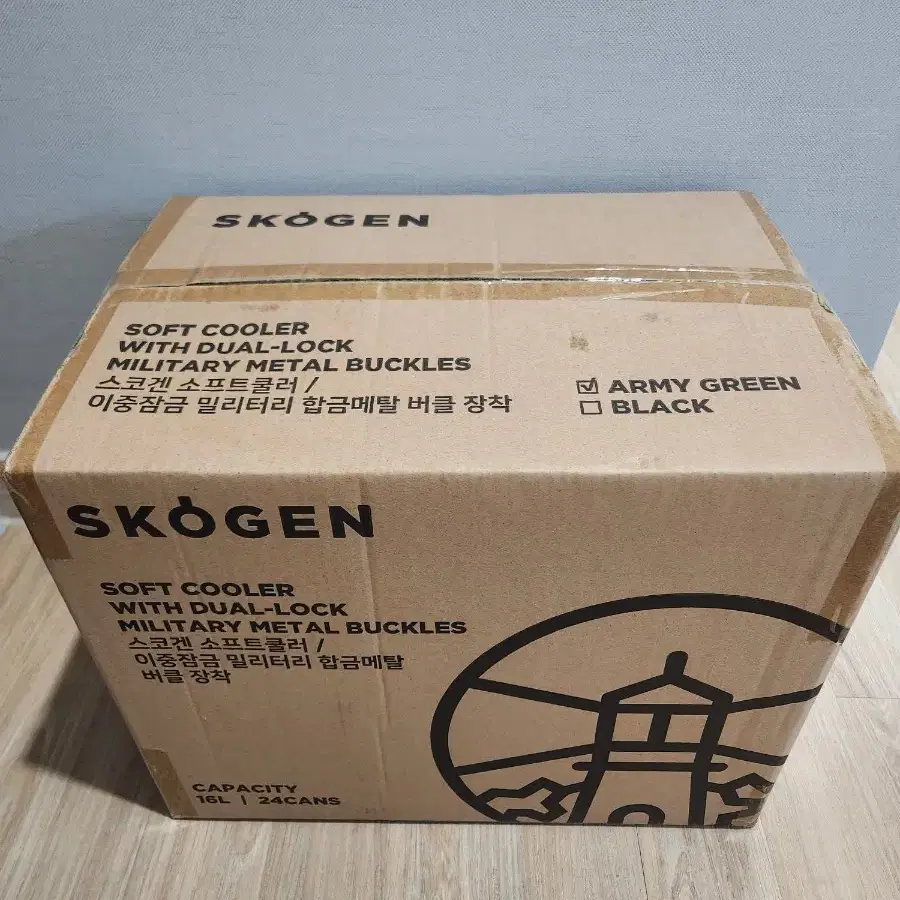 SKÓGEN
SOFT COOLER
WITH DUAL-LOCK
MILITARY METAL BUCKLES
스코겐 소프트쿨러 /
이중잠금 밀리터리 합금메탈 버클 장착
☑ ARMY GREEN
☐ BLACK
SKÓGEN
SOFT COOLER
WITH DUAL-LOCK
MILITARY METAL BUCKLES
스코겐 소프트쿨러 /
이중잠금 밀리터리 합금메탈
버클 장착
CAPACITY
16L | 24CANS